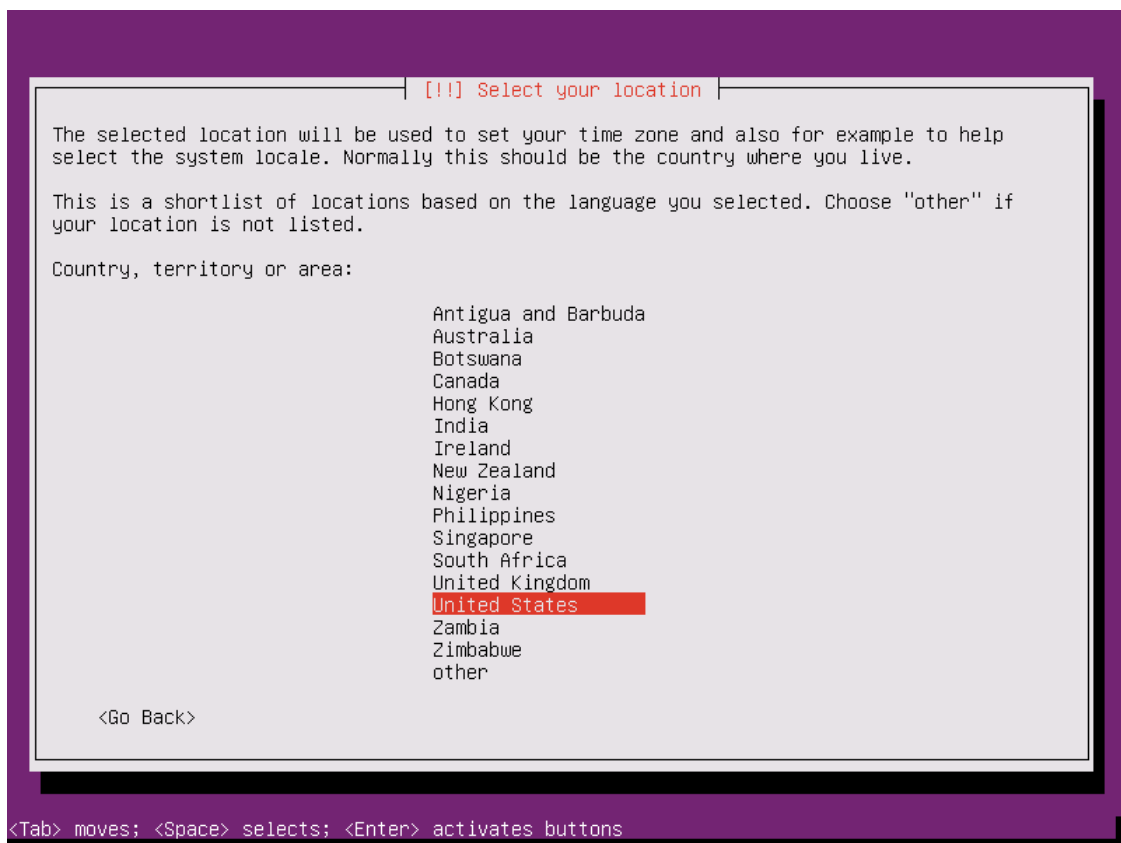 [!!] Select your location
The selected location will be used to set your time zone and also for example to help
select the system locale. Normally this should be the country where you live.
This is a shortlist of locations based on the language you selected. Choose "other" if
your location is not listed.
Country, territory or area:
Antigua and Barbuda
Australia
Botswana
Canada
Hong Kong
India
Ireland
New Zealand
Nigeria
Philippines
Singapore
South Africa
United Kingdom
United States
Zambia
Zimbabwe
other
<Go Back>
<Tab> moves; <Space> selects; <Enter> activates buttons